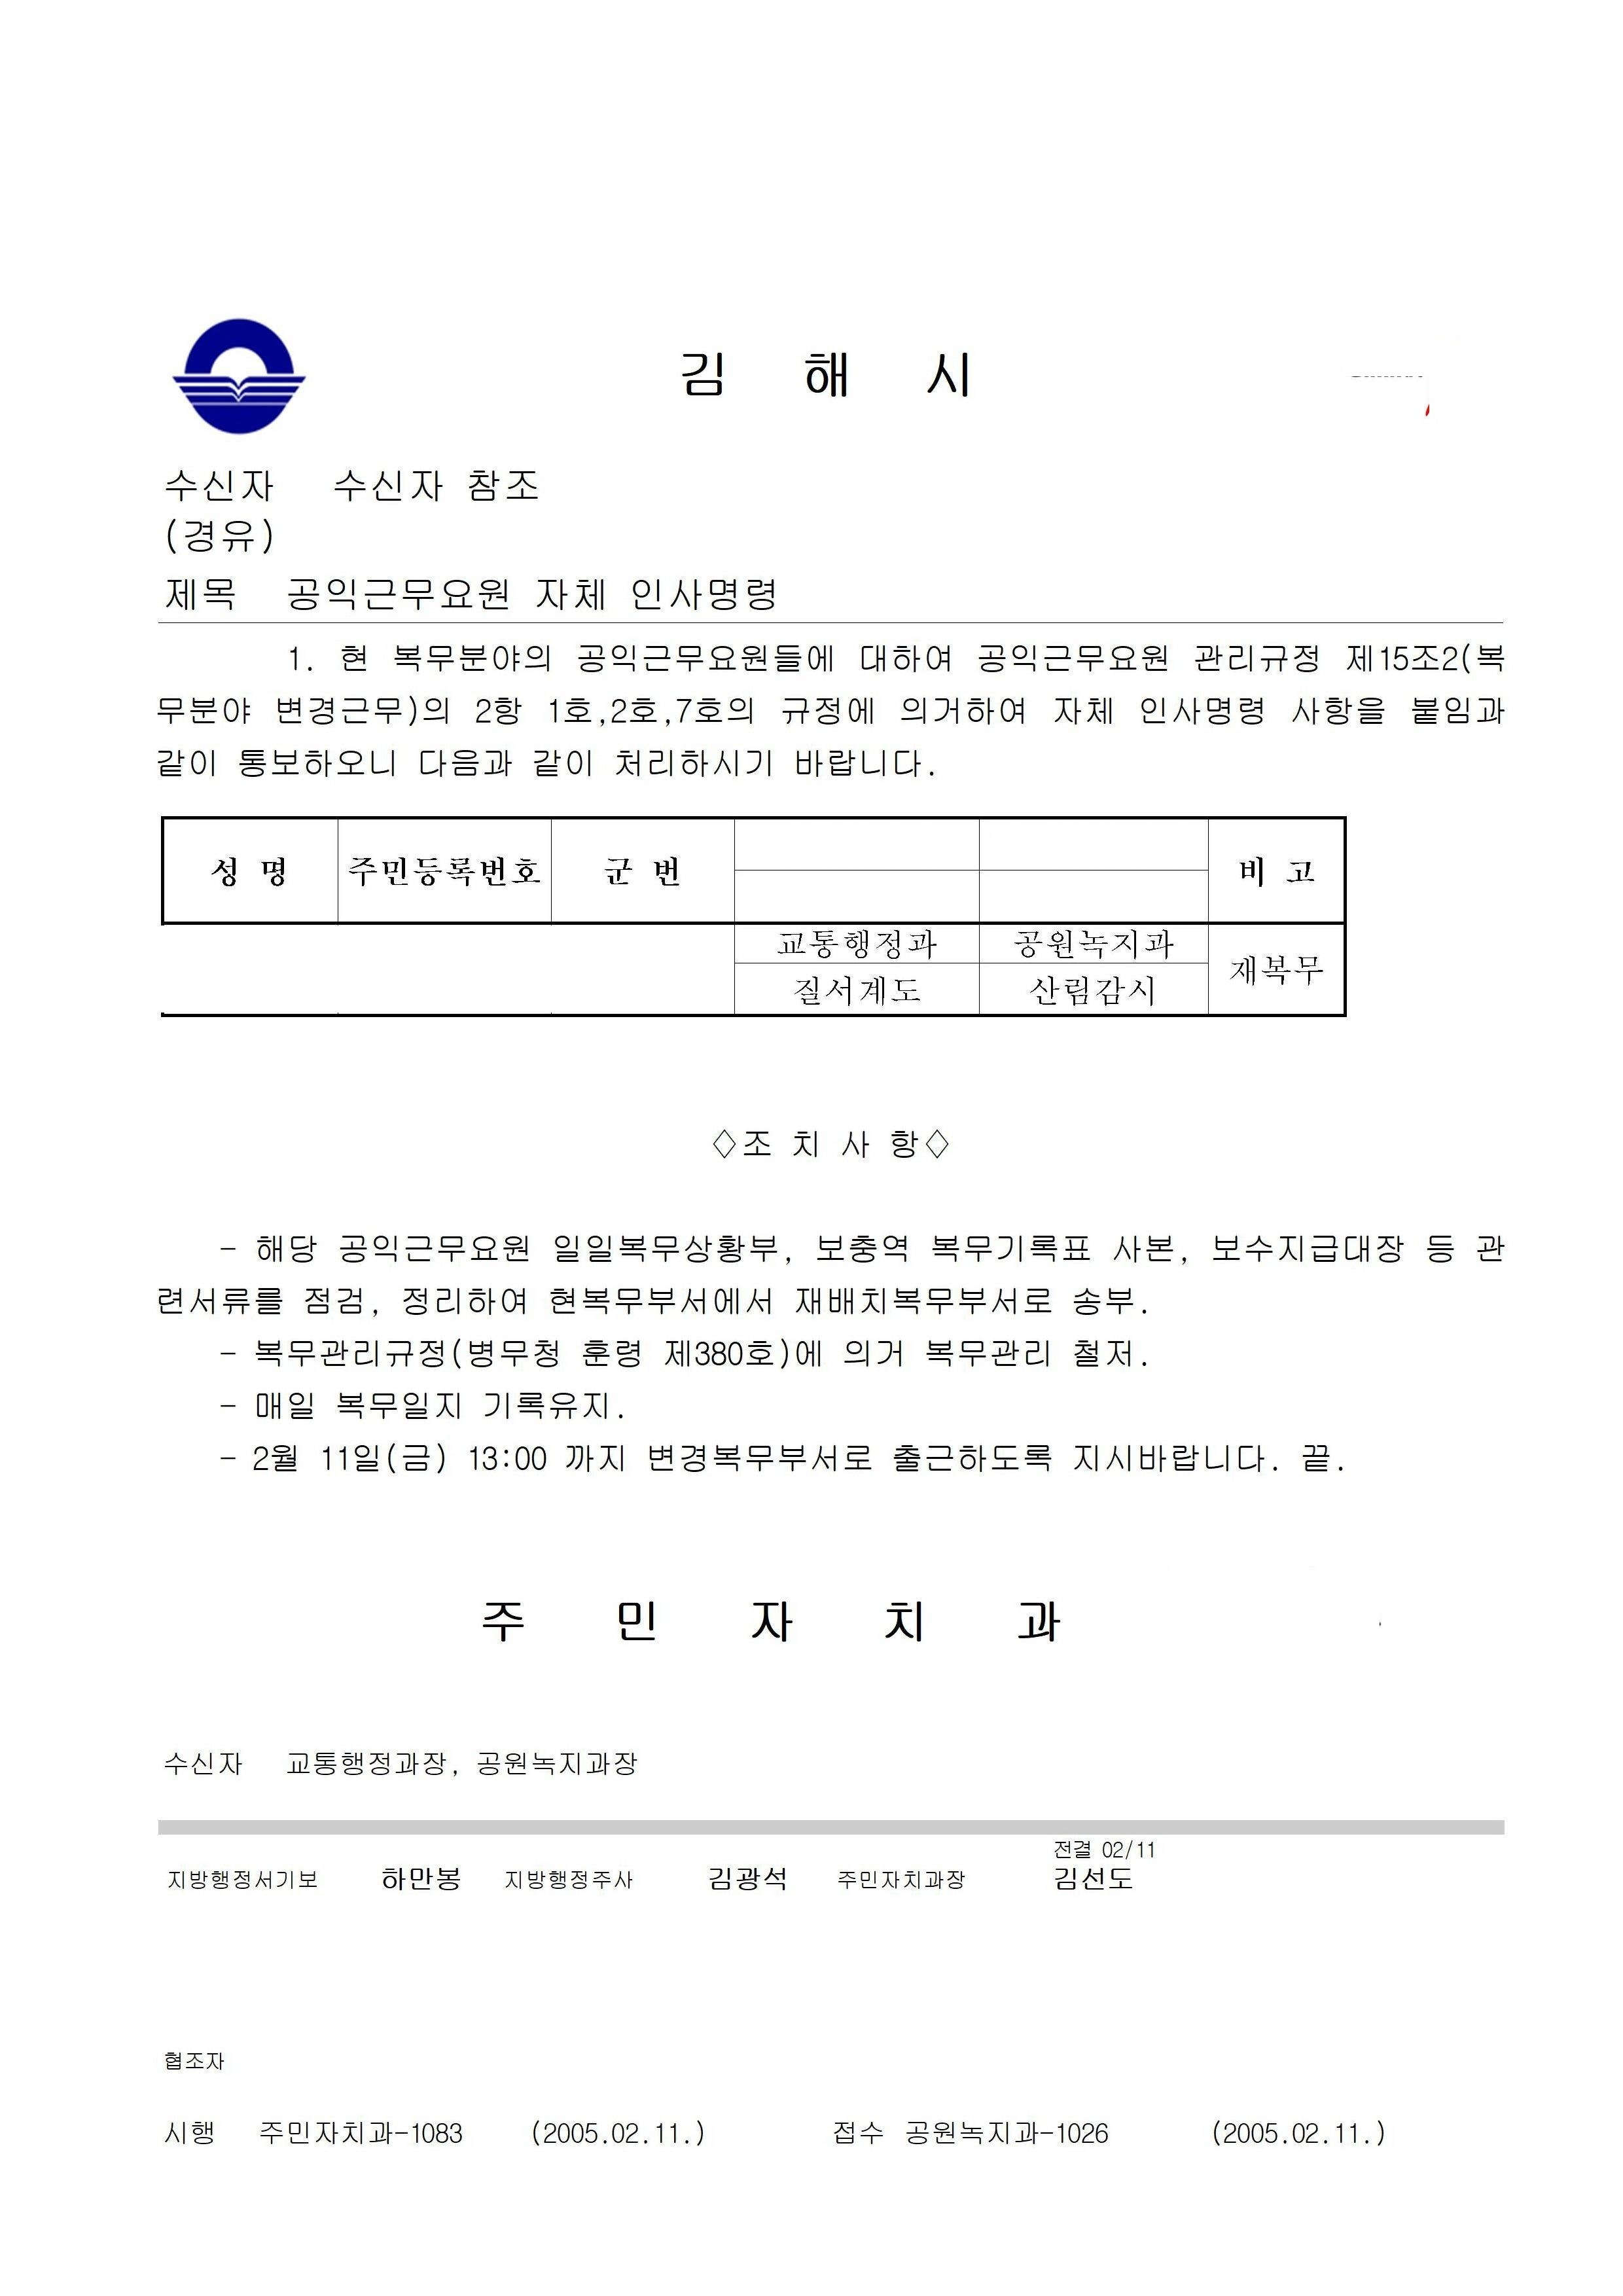 김 해 시
수신자 수신자 참조
(경유)
제목 공익근무요원 자체 인사명령
1. 현 복무분야의 공익근무요원들에 대하여 공익근무요원 관리규정 제15조2(복
무분야 변경근무)의 2항 1호,2호,7호의 규정에 의거하여 자체 인사명령 사항을 붙임과
같이 통보하오니 다음과 같이 처리하시기 바랍니다.
성 명 주민등록번호 군 번 비 고
교통행정과 공원녹지과 재복무
질서계도 산림감시
◇조 치 사 항◇
- 해당 공익근무요원 일일복무상황부, 보충역 복무기록표 사본, 보수지급대장 등 관
련서류를 점검, 정리하여 현복무부서에서 재배치복무부서로 송부.
- 복무관리규정(병무청 훈령 제380호)에 의거 복무관리 철저.
- 매일 복무일지 기록유지.
- 2월 11일(금) 13:00 까지 변경복무부서로 출근하도록 지시바랍니다. 끝.
주 민 자 치 과
수신자 교통행정과장, 공원녹지과장
전결 02/11
지방행정서기보 하만봉 지방행정주사 김광석 주민자치과장 김선도
협조자
시행 주민자치과-1083 (2005.02.11.) 접수 공원녹지과-1026 (2005.02.11.)